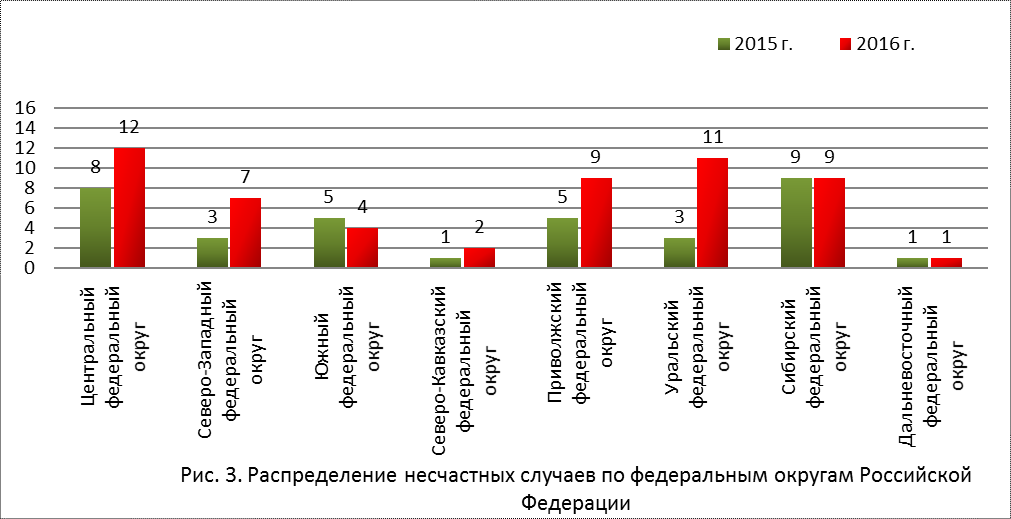 2015 г. 2016 г.
16
14
12
10
8
6
4
2
0
8 12 3 7 5 4 1 2 5 9 3 11 9 9 1 1
Центральный
федеральный
округ
Северо-Западный
федеральный
округ
Южный
федеральный
округ
Северо-Кавказский
федеральный
округ
Приволжский
федеральный
округ
Уральский
федеральный
округ
Сибирский
федеральный
округ
Дальневосточный
федеральный
округ
Рис. 3. Распределение несчастных случаев по федеральным округам Российской
Федерации